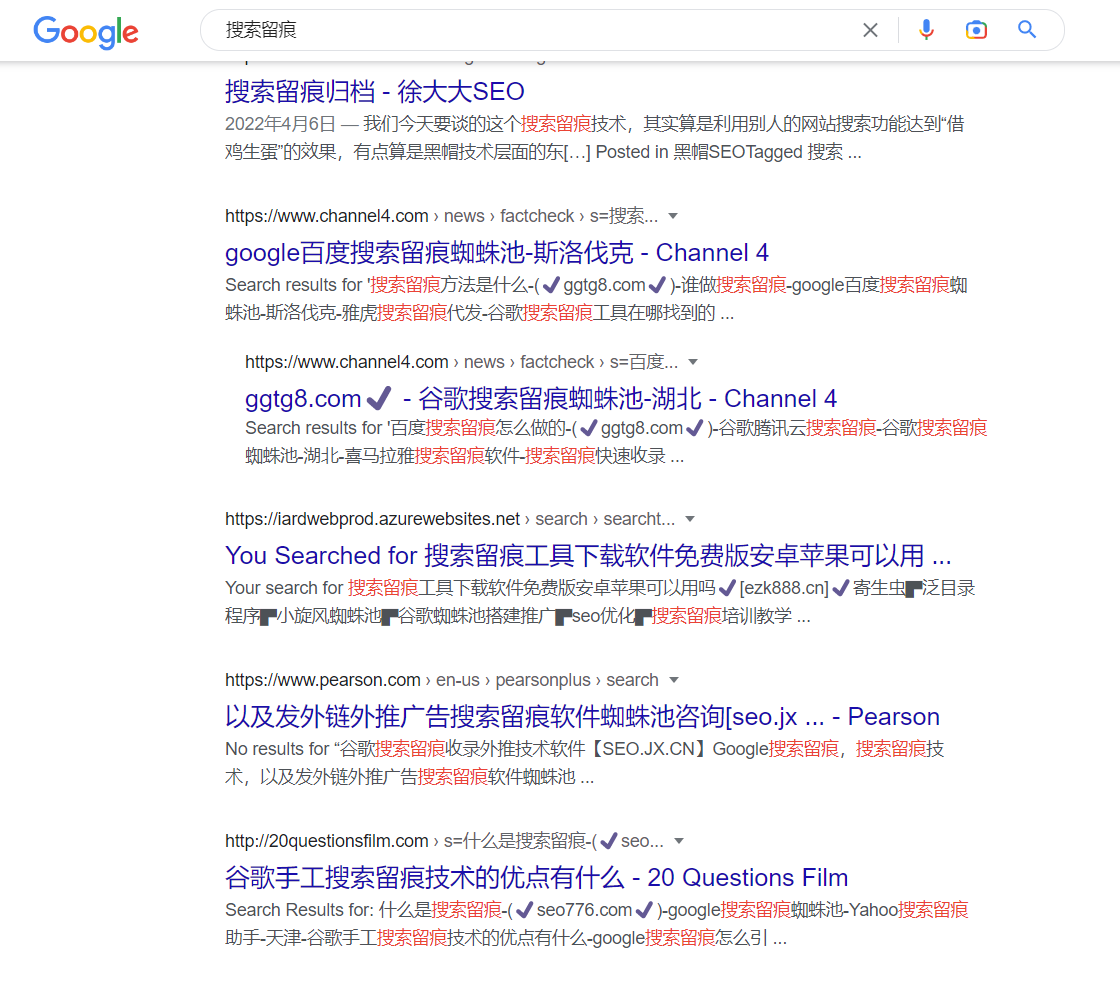 Google
搜索留痕
搜索留痕归档 - 徐大大SEO
2022年4月6日 — 我们今天要谈的这个搜索留痕技术，其实算是利用别人的网站搜索功能达到“借
鸡生蛋”的效果，有点算是黑帽技术层面的东[…] Posted in 黑帽SEOTagged 搜索 ...
https://www.channel4.com › news › factcheck › s=搜索...
google百度搜索留痕蜘蛛池-斯洛伐克 - Channel 4
Search results for '搜索留痕方法是什么-(✔ggtg8.com✔)-谁做搜索留痕-google百度搜索留痕蜘
蛛池-斯洛伐克-雅虎搜索留痕代发-谷歌搜索留痕工具在哪找到的 ...
https://www.channel4.com › news › factcheck › s=百度...
ggtg8.com✔ - 谷歌搜索留痕蜘蛛池-湖北 - Channel 4
Search results for '百度搜索留痕怎么做的-(✔ggtg8.com✔)-谷歌腾讯云搜索留痕-谷歌搜索留痕
蜘蛛池-湖北-喜马拉雅搜索留痕软件-搜索留痕快速收录 ...
https://iardwebprod.azurewebsites.net › search › searcht...
You Searched for 搜索留痕工具下载软件免费版安卓苹果可以用 ...
Your search for 搜索留痕工具下载软件免费版安卓苹果可以用吗✔[ezk888.cn]✔寄生虫▛泛目录
程序▛小旋风蜘蛛池▛谷歌蜘蛛池搭建推广▛seo优化▛搜索留痕培训教学 ...
https://www.pearson.com › en-us › pearsonplus › search
以及发外链外推广告搜索留痕软件蜘蛛池咨询[seo.jx ... - Pearson
No results for “谷歌搜索留痕收录外推技术软件【SEO.JX.CN】Google搜索留痕，搜索留痕技
术，以及发外链外推广告搜索留痕软件蜘蛛池 ...
http://20questionsfilm.com › s=什么是搜索留痕-(✔seo...
谷歌手工搜索留痕技术的优点有什么 - 20 Questions Film
Search Results for: 什么是搜索留痕-(✔seo776.com✔)-google搜索留痕蜘蛛池-Yahoo搜索留痕
助手-天津-谷歌手工搜索留痕技术的优点有什么-google搜索留痕怎么引 ...